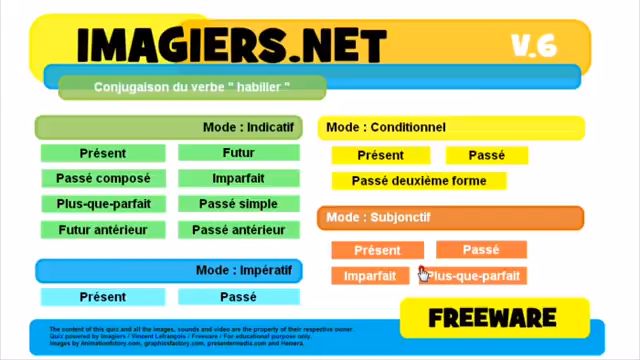 IMAGIERS.NET
V.6
Conjugaison du verbe " habiller "
Mode : Indicatif
Présent
Futur
Passé composé
Imparfait
Plus-que-parfait
Passé simple
Futur antérieur
Passé antérieur
Mode : Impératif
Présent
Passé
Mode : Conditionnel
Présent
Passé
Passé deuxième forme
Mode : Subjonctif
Présent
Passé
Imparfait
Plus-que-parfait
FREEWARE
The content of this quiz and all the images, sounds and video are the property of their respective owner.
Quiz powered by Imagiers / Vincent Lefrançois / Freeware / For educational purpose only.
Images by Animationfstory.com, graphicsfactory.com, presentermedia.com and Hemera.